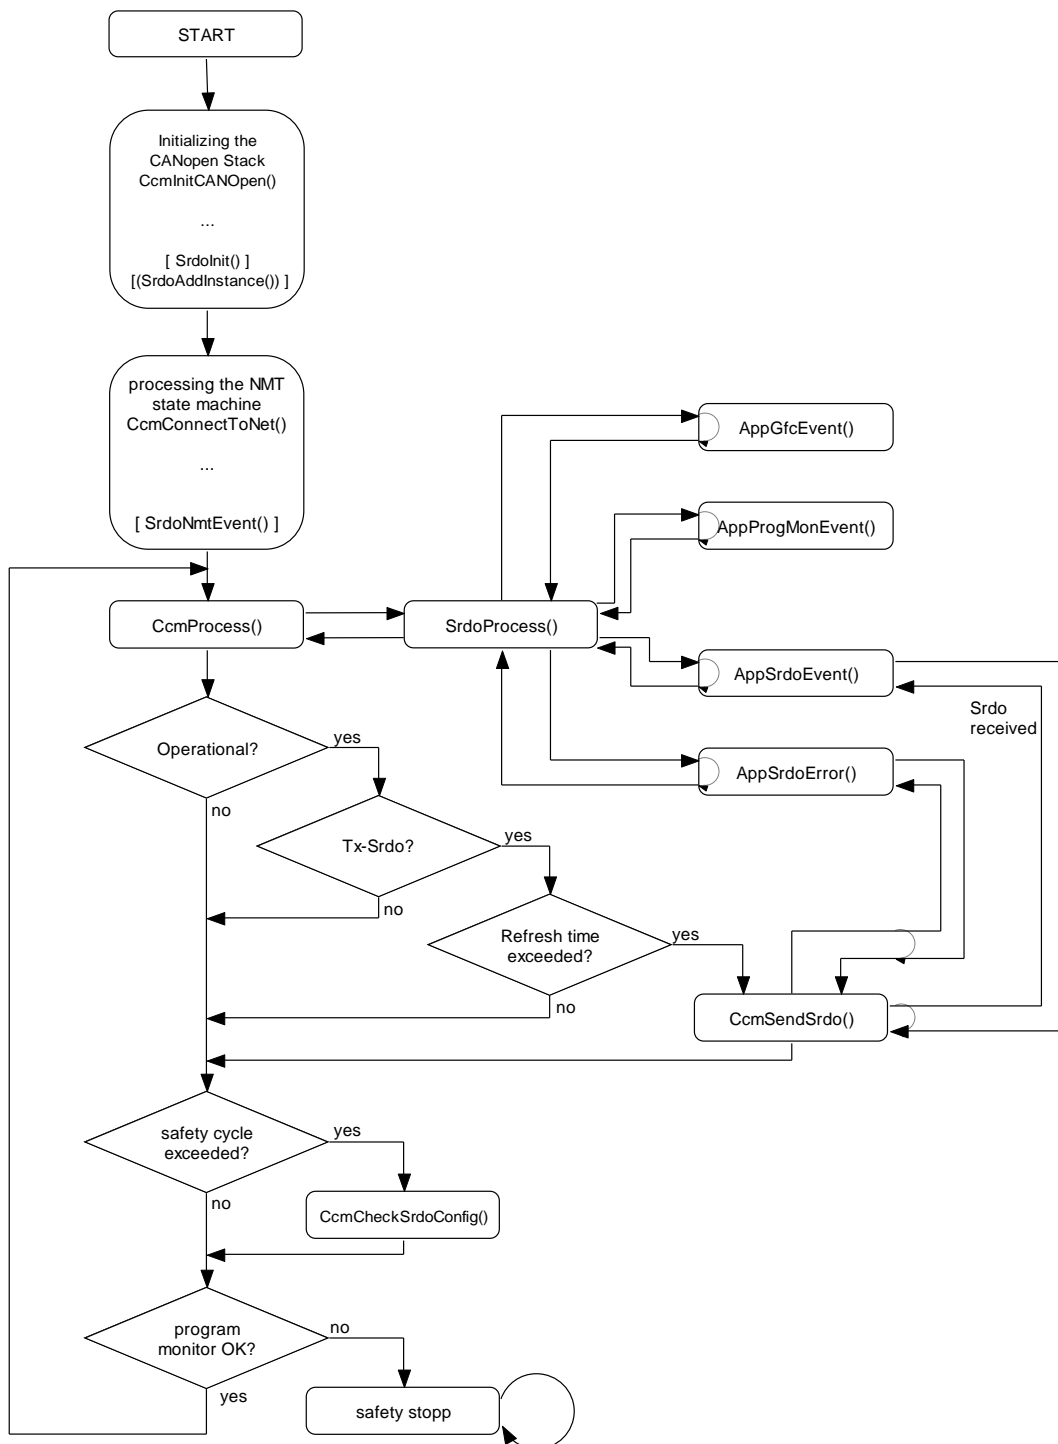 START
Initializing the
CANopen Stack
CcmInitCANOpen()
...
[ SrdoInit() ]
[(SrdoAddInstance()) ]
processing the NMT
state machine
CcmConnectToNet()
...
[ SrdoNmtEvent() ]
AppGfcEvent()
AppProgMonEvent()
CcmProcess()
SrdoProcess()
AppSrdoEvent()
Srdo
received
Operational?
yes
no
AppSrdoError()
Tx-Srdo?
yes
no
Refresh time
exceeded?
yes
no
CcmSendSrdo()
safety cycle
exceeded?
yes
no
CcmCheckSrdoConfig()
program
monitor OK?
no
yes
safety stopp